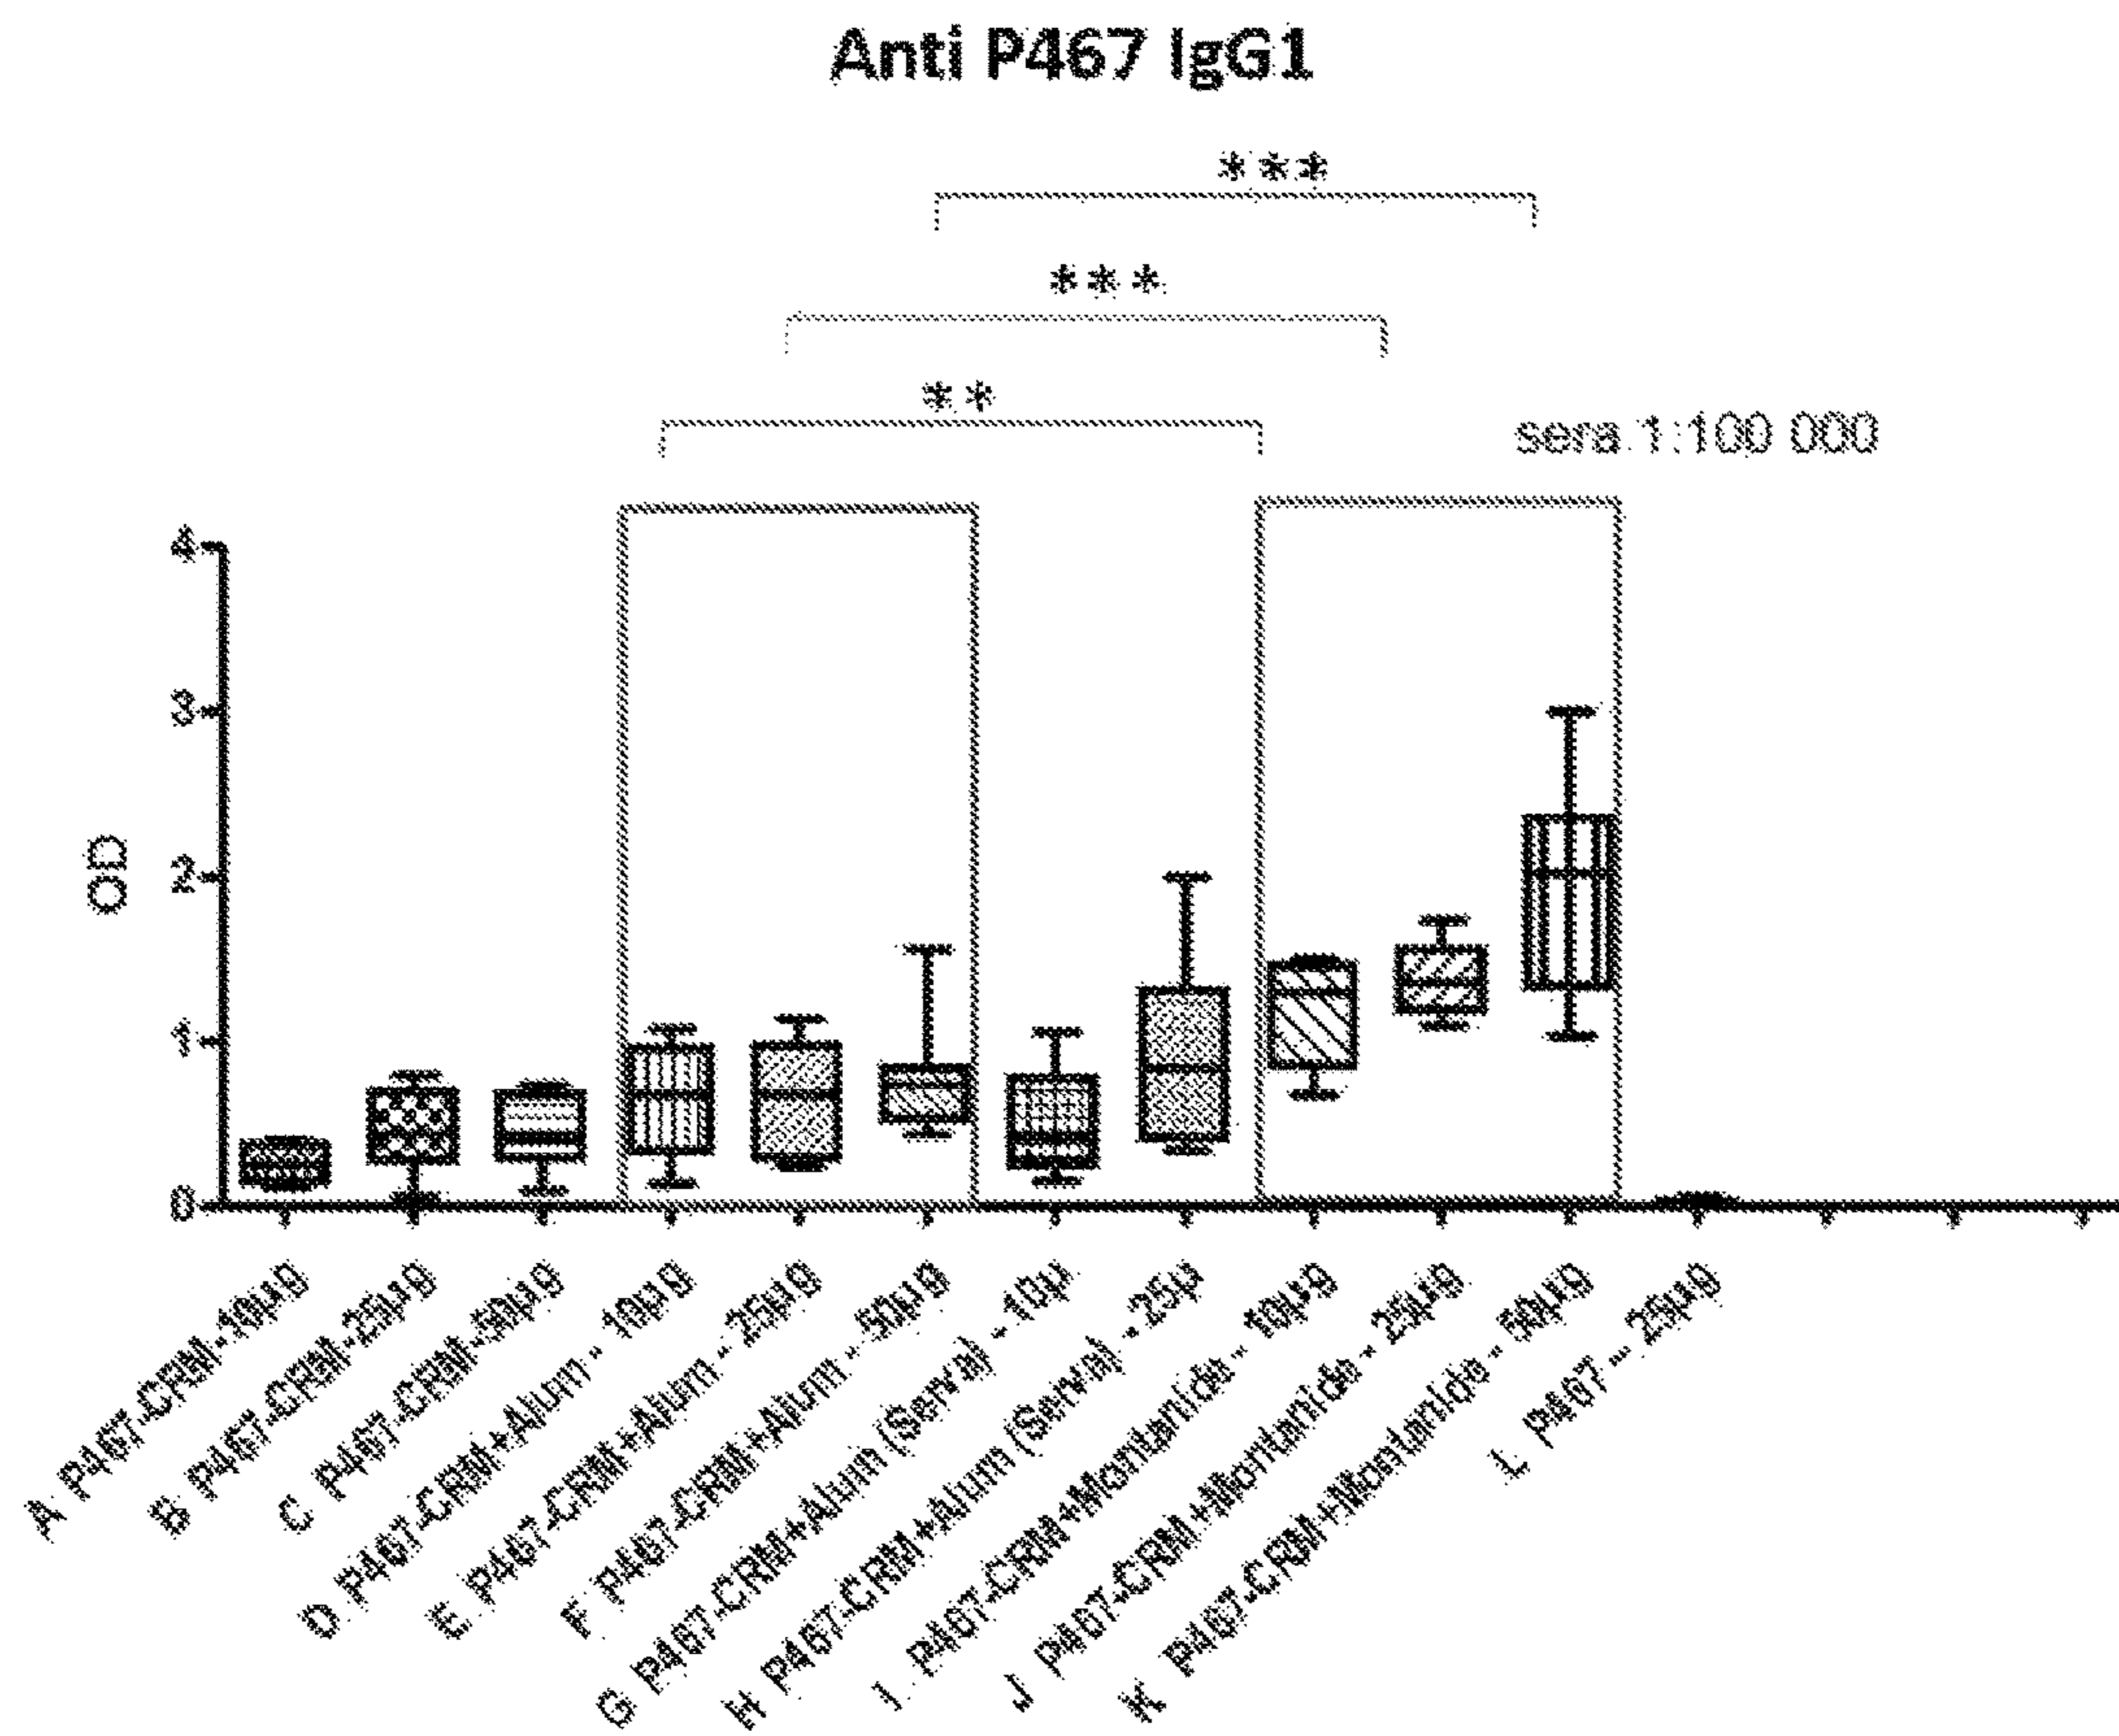 Anti P467 IgG1
***
***
**
sera 1:100 000
OD
4
3
2
1
0
A P467-CRM-10µg
B P467-CRM-25µg
C P467-CRM-50µg
D P467-CRM+Alum - 10µg
E P467-CRM+Alum - 25µg
F P467-CRM+Alum - 50µg
G P467-CRM+Alum (Serva) - 10µ
H P467-CRM+Alum (Serva) - 25µ
I P467-CRM+Montanide - 10µg
J P467-CRM+Montanide - 25µg
K P467-CRM+Montanide - 50µg
L P467 - 25µg